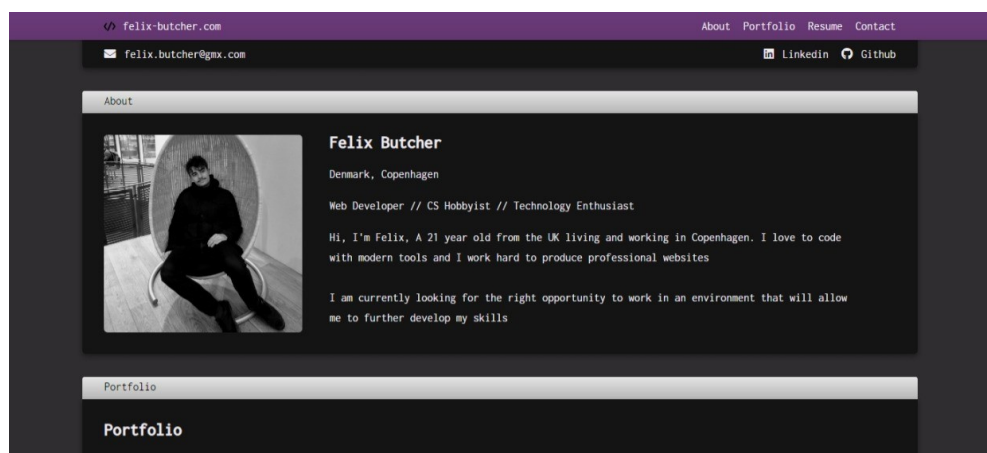 </> felix-butcher.com About Portfolio Resume Contact
felix.butcher@gmx.com Linkedin Github
About
Felix Butcher
Denmark, Copenhagen
Web Developer // CS Hobbyist // Technology Enthusiast
Hi, I'm Felix, A 21 year old from the UK living and working in Copenhagen. I love to code
with modern tools and I work hard to produce professional websites
I am currently looking for the right opportunity to work in an environment that will allow
me to further develop my skills
Portfolio
Portfolio